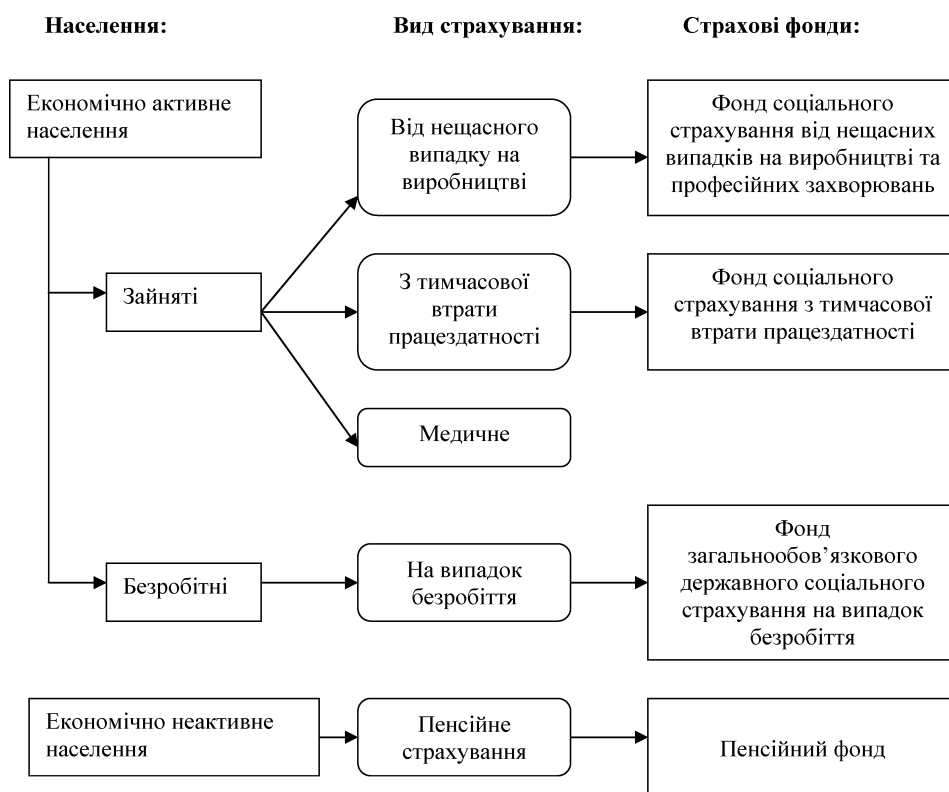 Населення:
Вид страхування:
Страхові фонди:
Економічно активне
населення
Від нещасного
випадку на
виробництві
Фонд соціального
страхування від нещасних
випадків на виробництві та
професійних захворювань
Зайняті
З тимчасової
втрати
працездатності
Фонд соціального
страхування з тимчасової
втрати працездатності
Медичне
Безробітні
На випадок
безробіття
Фонд
загальнообов’язкового
державного соціального
страхування на випадок
безробіття
Економічно неактивне
населення
Пенсійне
страхування
Пенсійний фонд